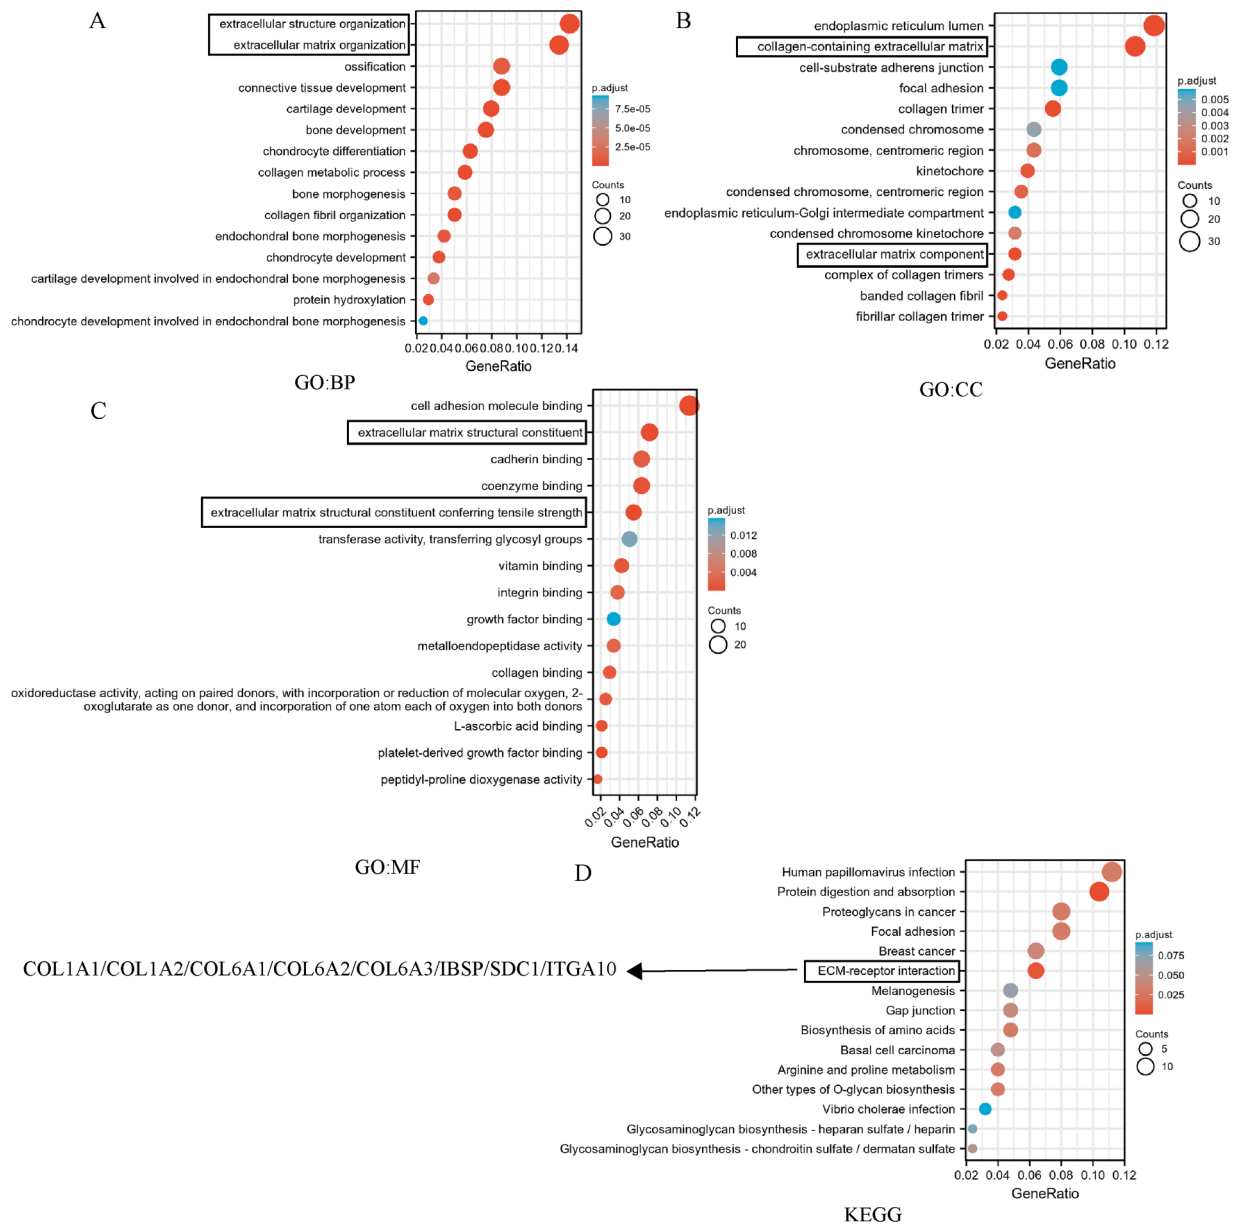 A
extracellular structure organization
extracellular matrix organization
ossification
connective tissue development
cartilage development
bone development
chondrocyte differentiation
collagen metabolic process
bone morphogenesis
collagen fibril organization
endochondral bone morphogenesis
chondrocyte development
cartilage development involved in endochondral bone morphogenesis
protein hydroxylation
chondrocyte development involved in endochondral bone morphogenesis
0.02 0.04 0.06 0.08 0.10 0.12 0.14
GeneRatio
p.adjust
7.5e-05
5.0e-05
2.5e-05
Counts
10
20
30
GO:BP
B
endoplasmic reticulum lumen
collagen-containing extracellular matrix
cell-substrate adherens junction
focal adhesion
collagen trimer
condensed chromosome
chromosome, centromeric region
kinetochore
condensed chromosome, centromeric region
endoplasmic reticulum-Golgi intermediate compartment
condensed chromosome kinetochore
extracellular matrix component
complex of collagen trimers
banded collagen fibril
fibrillar collagen trimer
0.02 0.04 0.06 0.08 0.10 0.12
GeneRatio
p.adjust
0.005
0.004
0.003
0.002
0.001
Counts
10
20
30
GO:CC
C
cell adhesion molecule binding
extracellular matrix structural constituent
cadherin binding
coenzyme binding
extracellular matrix structural constituent conferring tensile strength
transferase activity, transferring glycosyl groups
vitamin binding
integrin binding
growth factor binding
metalloendopeptidase activity
collagen binding
oxidoreductase activity, acting on paired donors, with incorporation or reduction of molecular oxygen, 2-
oxoglutarate as one donor, and incorporation of one atom each of oxygen into both donors
L-ascorbic acid binding
platelet-derived growth factor binding
peptidyl-proline dioxygenase activity
0.02 0.04 0.06 0.08 0.10 0.12
GeneRatio
p.adjust
0.012
0.008
0.004
Counts
10
20
GO:MF
D
Human papillomavirus infection
Protein digestion and absorption
Proteoglycans in cancer
Focal adhesion
Breast cancer
ECM-receptor interaction
Melanogenesis
Gap junction
Biosynthesis of amino acids
Basal cell carcinoma
Arginine and proline metabolism
Other types of O-glycan biosynthesis
Vibrio cholerae infection
Glycosaminoglycan biosynthesis - heparan sulfate / heparin
Glycosaminoglycan biosynthesis - chondroitin sulfate / dermatan sulfate
0.02 0.04 0.06 0.08 0.10 0.12
GeneRatio
p.adjust
0.075
0.050
0.025
Counts
5
10
KEGG
COL1A1/COL1A2/COL6A1/COL6A2/COL6A3/IBSP/SDC1/ITGA10